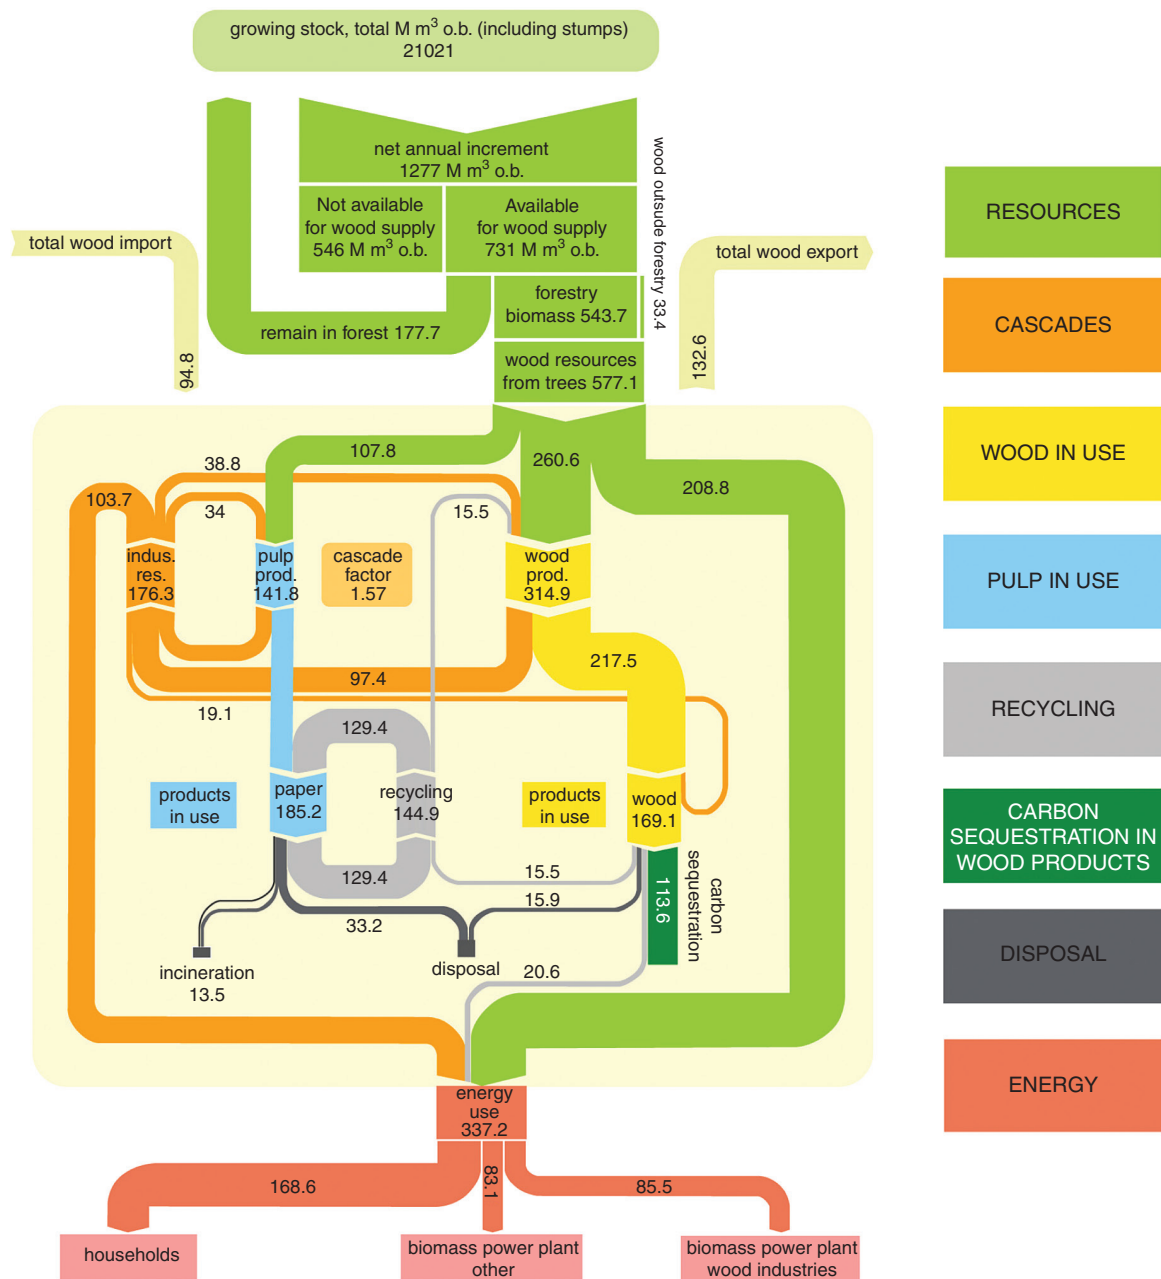 growing stock, total M m³ o.b. (including stumps)
21021
net annual increment
1277 M m³ o.b.
Not available
for wood supply
546 M m³ o.b.
Available
for wood supply
731 M m³ o.b.
wood outsude forestry 33.4
total wood import
94.8
total wood export
132.6
forestry
biomass 543.7
remain in forest 177.7
wood resources
from trees 577.1
107.8
260.6
208.8
38.8
103.7
34
15.5
indus.
res.
176.3
pulp
prod.
141.8
cascade
factor
1.57
wood
prod.
314.9
217.5
97.4
19.1
129.4
products
in use
paper
185.2
recycling
144.9
products
in use
wood
169.1
129.4
15.5
15.9
33.2
113.6
carbon
sequestration
incineration
13.5
disposal
20.6
energy
use
337.2
168.6
83.1
85.5
households
biomass power plant
other
biomass power plant
wood industries
RESOURCES
CASCADES
WOOD IN USE
PULP IN USE
RECYCLING
CARBON
SEQUESTRATION IN
WOOD PRODUCTS
DISPOSAL
ENERGY